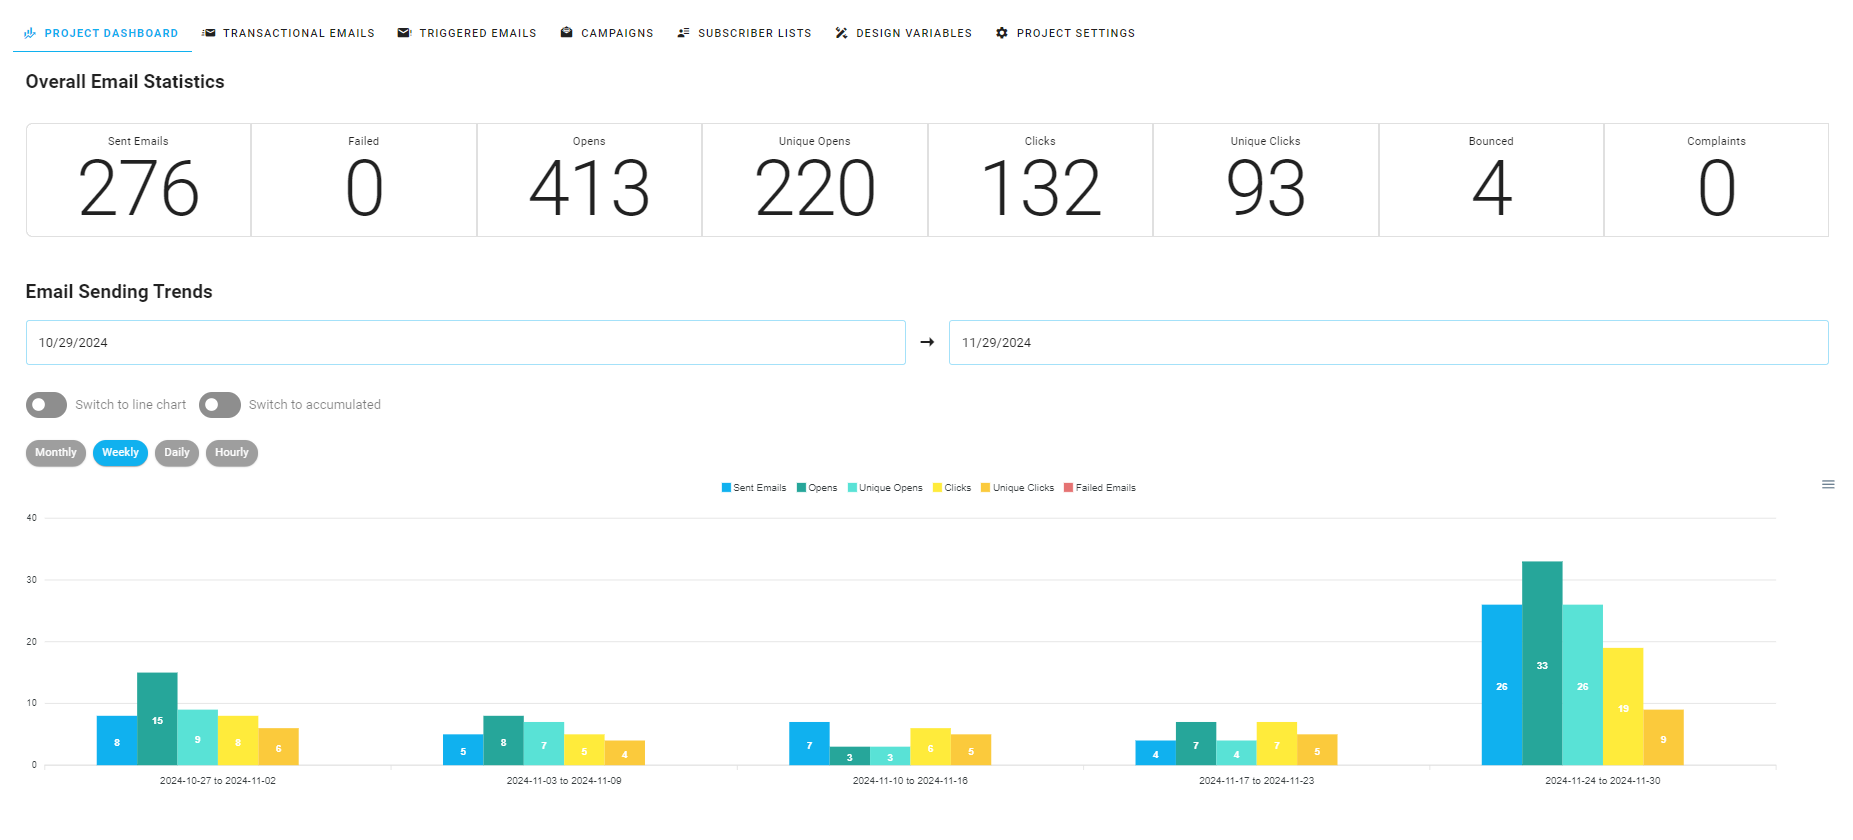 PROJECT DASHBOARD TRANSACTIONAL EMAILS TRIGGERED EMAILS CAMPAIGNS SUBSCRIBER LISTS DESIGN VARIABLES PROJECT SETTINGS
Overall Email Statistics
Sent Emails Failed Opens Unique Opens Clicks Unique Clicks Bounced Complaints
276 0 413 220 132 93 4 0
Email Sending Trends
10/29/2024 → 11/29/2024
Switch to line chart Switch to accumulated
Monthly Weekly Daily Hourly
Sent Emails Opens Unique Opens Clicks Unique Clicks Failed Emails
40
30
20
10
0
8 15 9 8 6
5 8 7 5 4
7 3 3 6 5
4 7 4 7 5
26 33 26 19 9
2024-10-27 to 2024-11-02 2024-11-03 to 2024-11-09 2024-11-10 to 2024-11-16 2024-11-17 to 2024-11-23 2024-11-24 to 2024-11-30